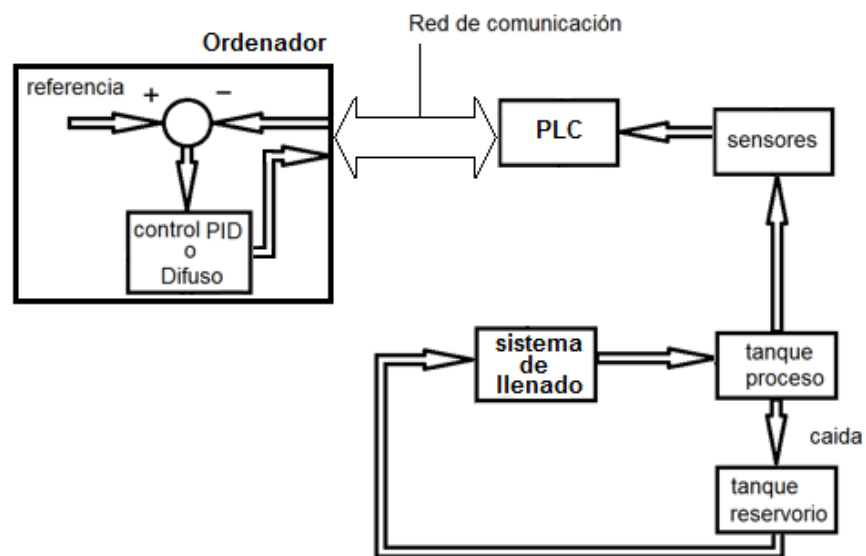 Red de comunicación
Ordenador
referencia
+
−
PLC
sensores
control PID
o
Difuso
sistema
de
llenado
tanque
proceso
caida
tanque
reservorio